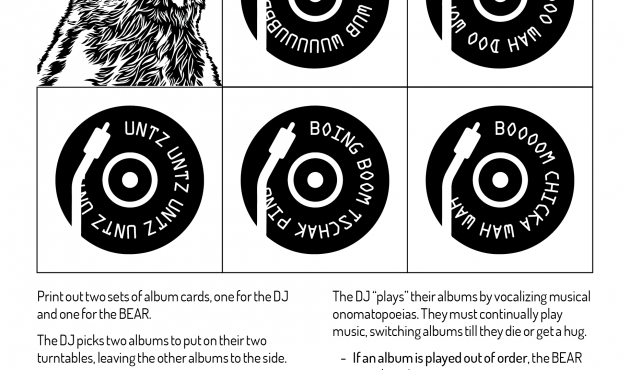 WUB WUUUUBBB
DOO WAH DOO WOW
UNTZ UNTZ UNTZ UNTZ UNTZ
BOING BOOM TSCHAK PING
BOOOOM CHICKA WAH WAH
Print out two sets of album cards, one for the DJ
and one for the BEAR.
The DJ picks two albums to put on their two
turntables, leaving the other albums to the side.
The DJ “plays” their albums by vocalizing musical
onomatopoeias. They must continually play
music, switching albums till they die or get a hug.
- If an album is played out of order, the BEAR